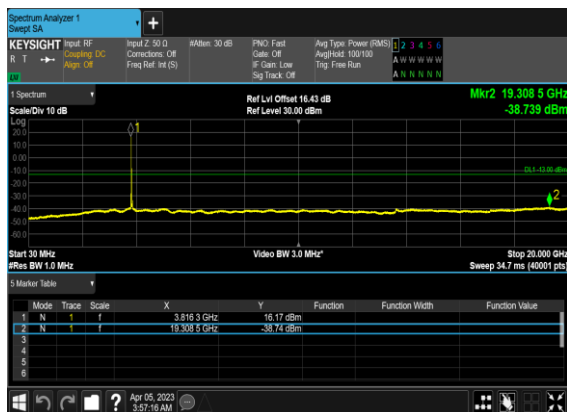 Spectrum Analyzer 1
Swept SA
+
KEYSIGHT
R T
Input: RF
Coupling: DC
Align: Off
Input Z: 50 Ω
Corrections: Off
Freq Ref: Int (S)
#Atten: 30 dB
PNO: Fast
Gate: Off
IF Gain: Low
Sig Track: Off
Avg Type: Power (RMS)
Avg|Hold: 100/100
Trig: Free Run
1 2 3 4 5 6
A W W W W W
A N N N N N
1 Spectrum
Scale/Div 10 dB
Ref Lvl Offset 16.43 dB
Ref Level 30.00 dBm
Mkr2 19.308 5 GHz
-38.739 dBm
Log
20.0
10.0
0.00
-10.0
-20.0
-30.0
-40.0
-50.0
-60.0
1
DL1 -13.00 dBm
2
Start 30 MHz
#Res BW 1.0 MHz
Video BW 3.0 MHz*
Stop 20.000 GHz
Sweep 34.7 ms (40001 pts)
5 Marker Table
Mode Trace Scale X Y Function Function Width Function Value
1 N 1 f 3.816 3 GHz 16.17 dBm
2 N 1 f 19.308 5 GHz -38.74 dBm
3
4
5
6
?
Apr 05, 2023
3:57:16 AM